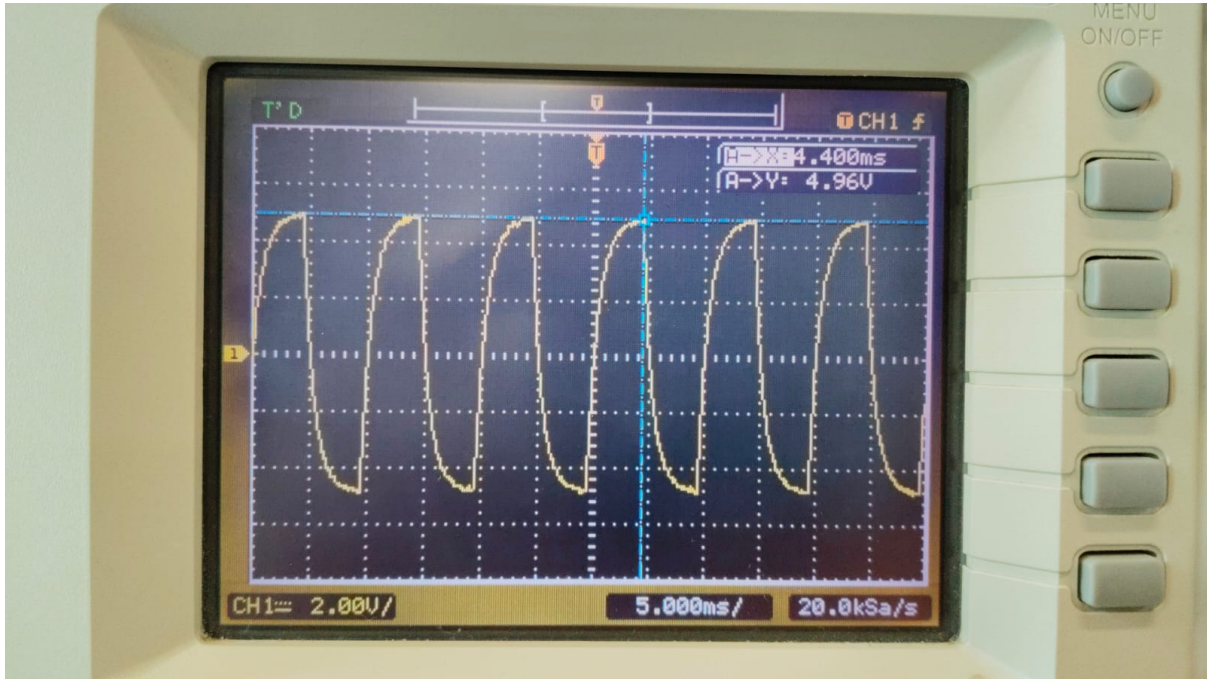 MENU
ON/OFF
T'D
T
T CH1
T
A->X=4.400ms
A->Y= 4.96V
1
CH1 2.00V/
5.000ms/
20.0kSa/s